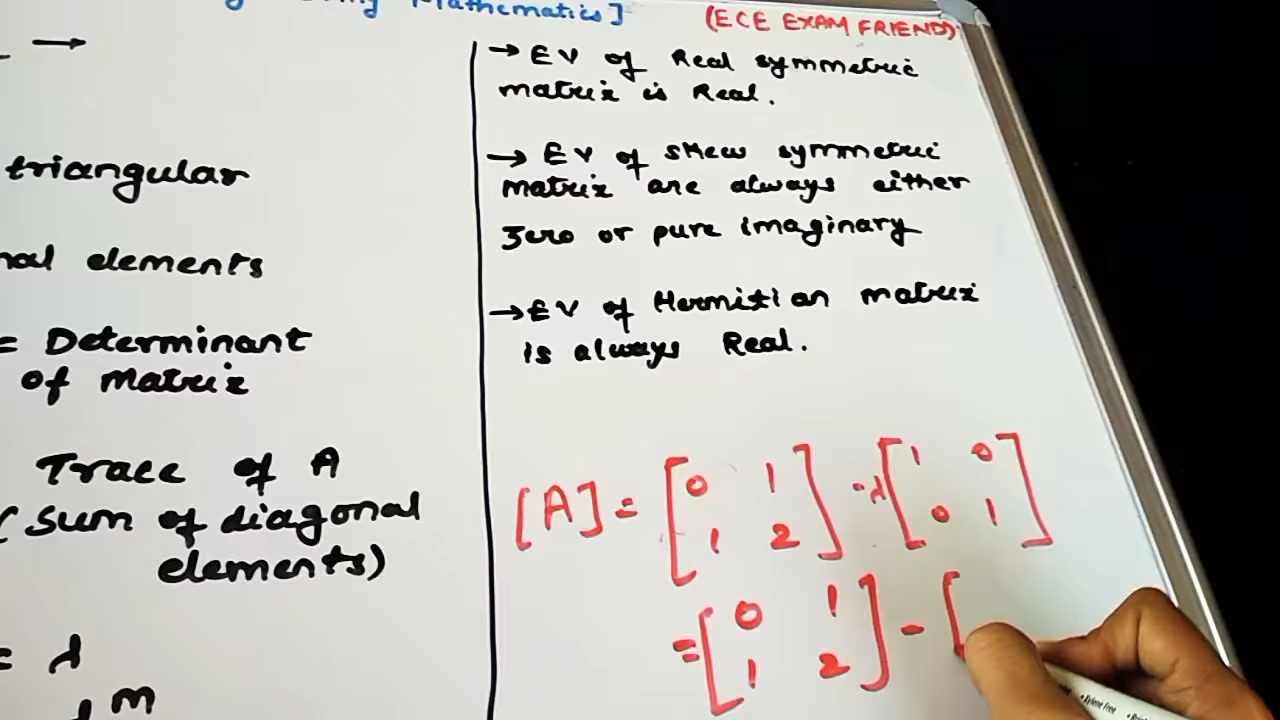 Mathematics]
(ECE EXAM FRIEND)
triangular
nal elements
= Determinant
of matrix
Trace of A
(Sum of diagonal
elements)
= λ
λ^m
→ EV of Real symmetric
matrix is Real.
→ EV of skew symmetric
matrix are always either
zero or pure imaginary
→ EV of Hermitian matrix
is always Real.
[A] = [0 1 - λ [1 0
1 2] 0 1]
= [0 1 - [
1 2]